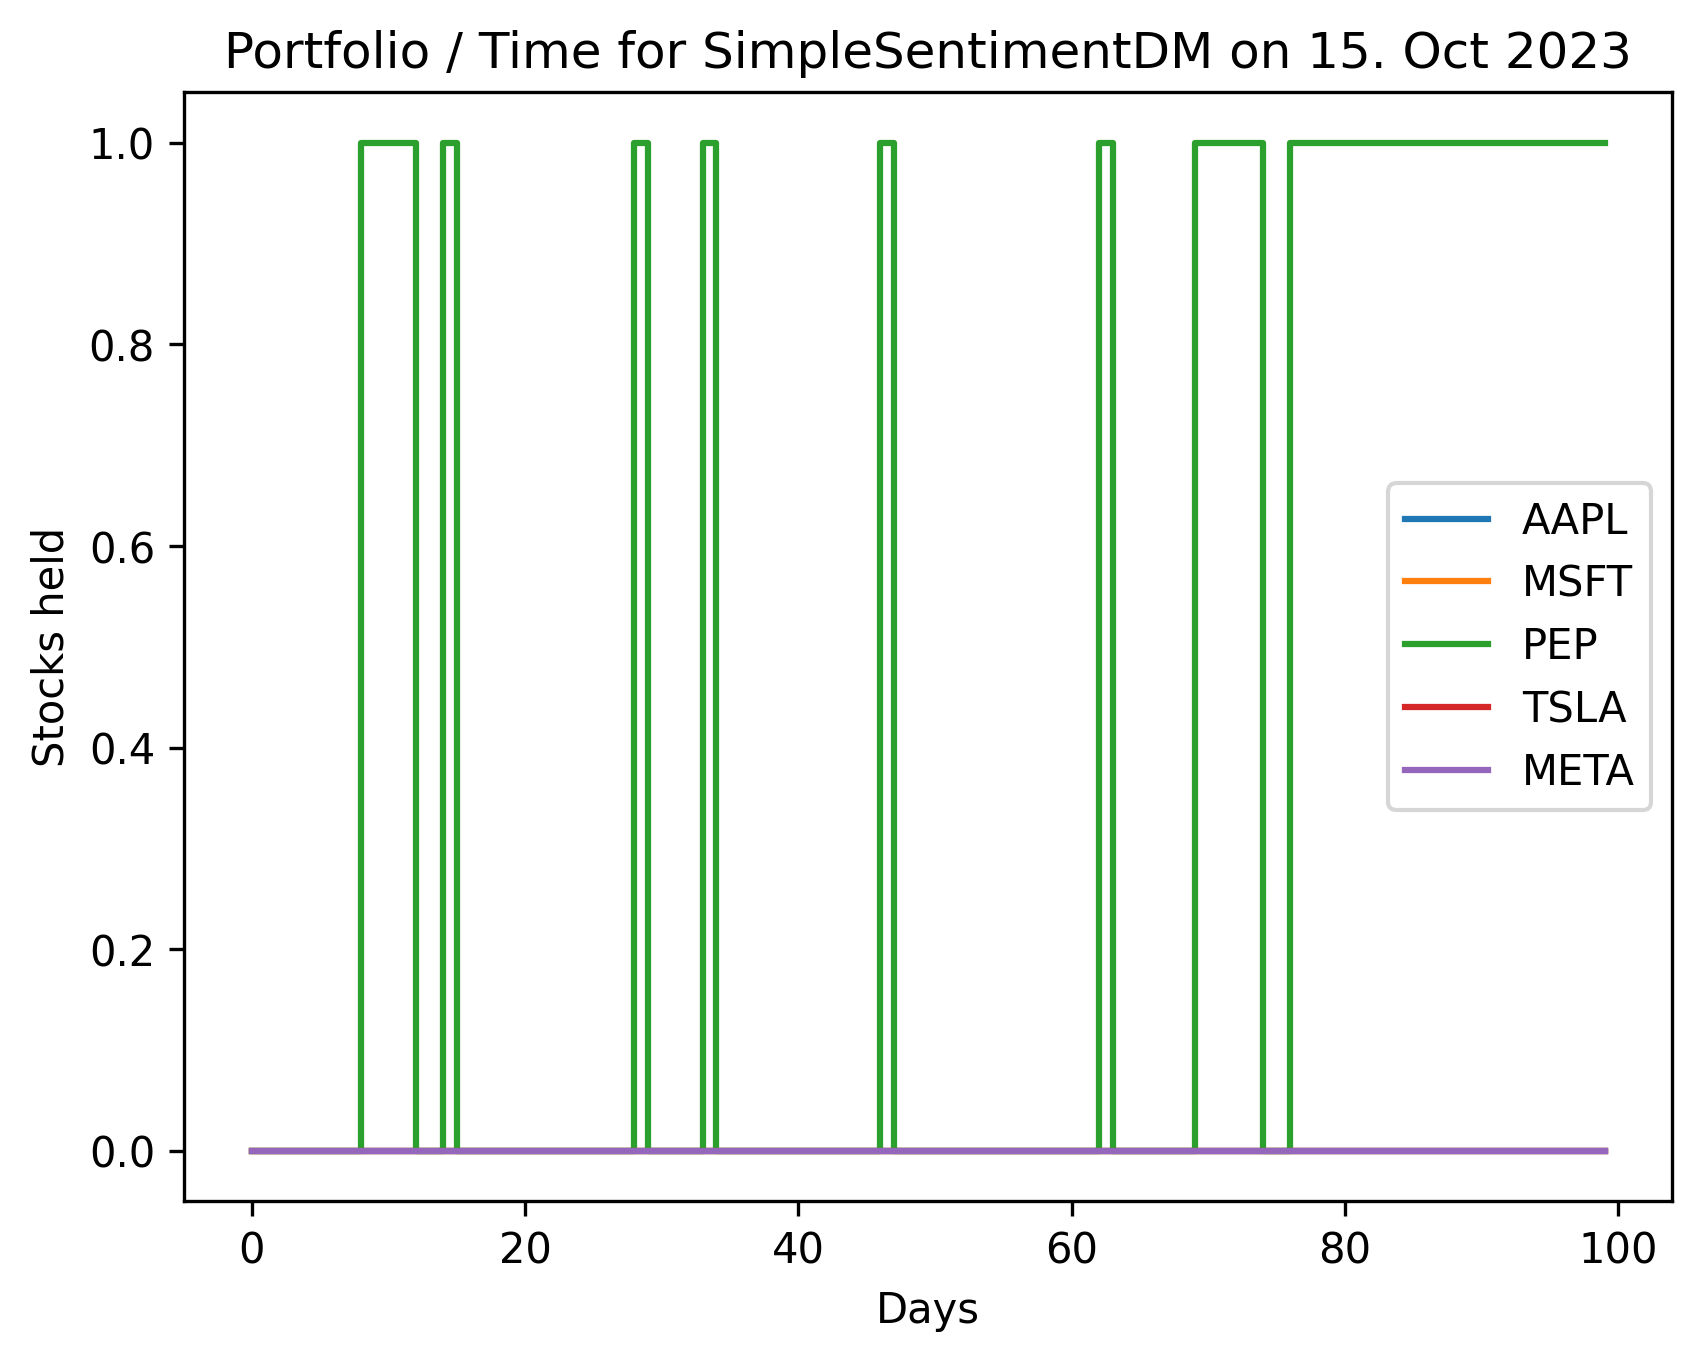 Portfolio / Time for SimpleSentimentDM on 15. Oct 2023
1.0
0.8
0.6
0.4
0.2
0.0
Stocks held
AAPL
MSFT
PEP
TSLA
META
0 20 40 60 80 100
Days